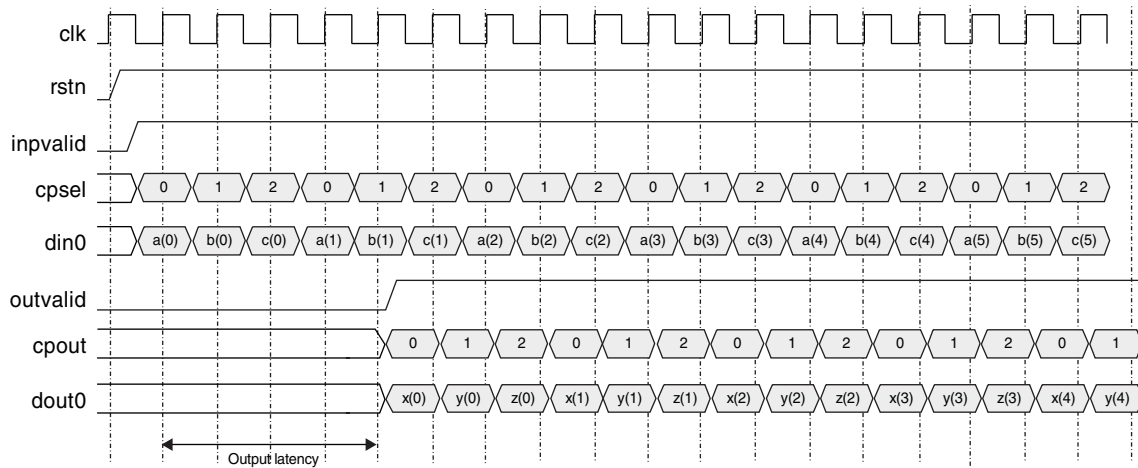 clk
rstn
inpvalid
cpsel 0 1 2 0 1 2 0 1 2 0 1 2 0 1 2 0 1 2
din0 a(0) b(0) c(0) a(1) b(1) c(1) a(2) b(2) c(2) a(3) b(3) c(3) a(4) b(4) c(4) a(5) b(5) c(5)
outvalid
cpout 0 1 2 0 1 2 0 1 2 0 1 2 0 1
dout0 x(0) y(0) z(0) x(1) y(1) z(1) x(2) y(2) z(2) x(3) y(3) z(3) x(4) y(4)
Output latency